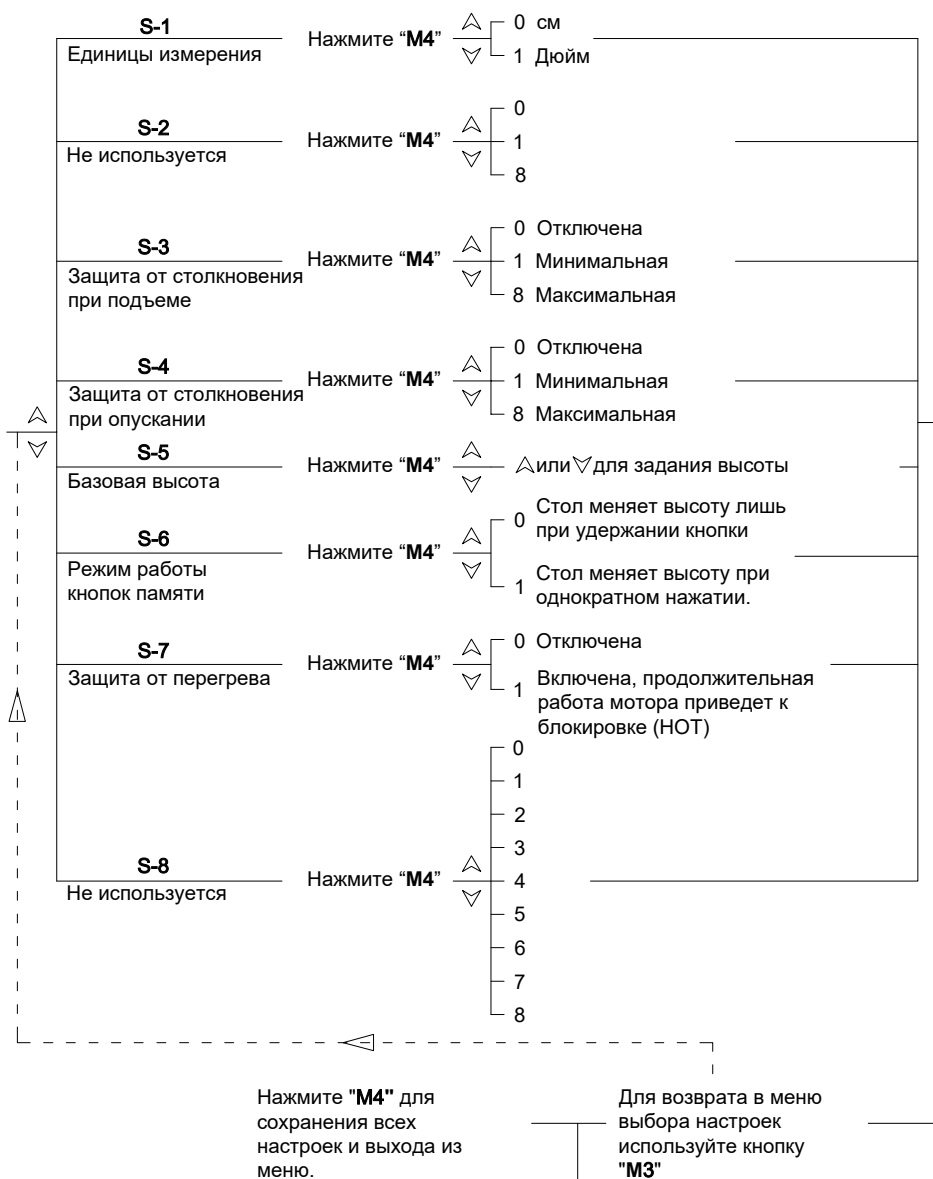 S-1
Единицы измерения
Нажмите “M4”
0 см
1 Дюйм
S-2
Не используется
Нажмите “M4”
0
1
8
S-3
Защита от столкновения
при подъеме
Нажмите “M4”
0 Отключена
1 Минимальная
8 Максимальная
S-4
Защита от столкновения
при опускании
Нажмите “M4”
0 Отключена
1 Минимальная
8 Максимальная
S-5
Базовая высота
Нажмите “M4”
или для задания высоты
S-6
Режим работы
кнопок памяти
Нажмите “M4”
0 Стол меняет высоту лишь
при удержании кнопки
1 Стол меняет высоту при
однократном нажатии.
S-7
Защита от перегрева
Нажмите “M4”
0 Отключена
1 Включена, продолжительная
работа мотора приведет к
блокировке (HOT)
S-8
Не используется
Нажмите “M4”
0
1
2
3
4
5
6
7
8
Нажмите "M4" для
сохранения всех
настроек и выхода из
меню.
Для возврата в меню
выбора настроек
используйте кнопку
"M3"